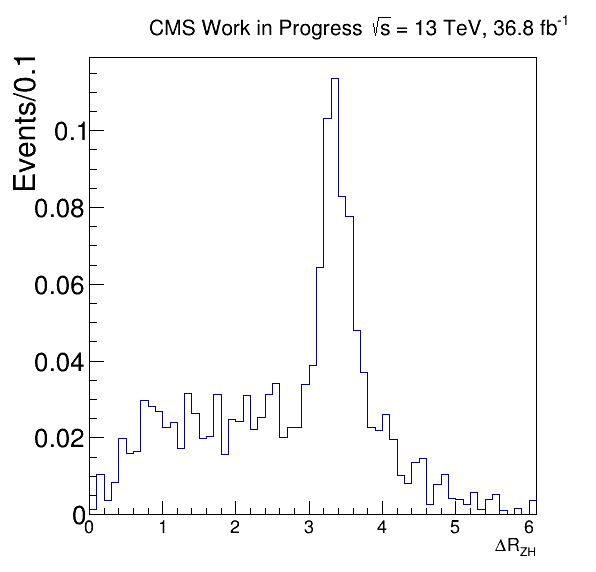 CMS Work in Progress √s = 13 TeV, 36.8 fb⁻¹
Events/0.1
0.1
0.08
0.06
0.04
0.02
0
0 1 2 3 4 5 6
ΔR_ZH